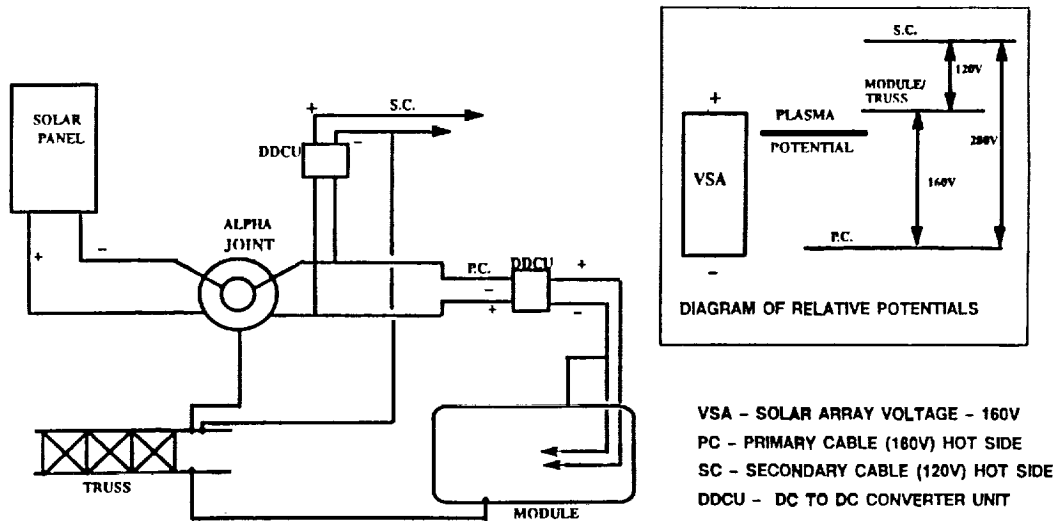 SOLAR
PANEL
+
−
ALPHA
JOINT
+
S.C.
−
DDCU
P.C.
DDCU
−
+
+
−
TRUSS
MODULE
S.C.
120V
MODULE/
TRUSS
+
PLASMA
POTENTIAL
VSA
160V
280V
P.C.
−
DIAGRAM OF RELATIVE POTENTIALS
VSA – SOLAR ARRAY VOLTAGE – 160V
PC – PRIMARY CABLE (160V) HOT SIDE
SC – SECONDARY CABLE (120V) HOT SIDE
DDCU – DC TO DC CONVERTER UNIT